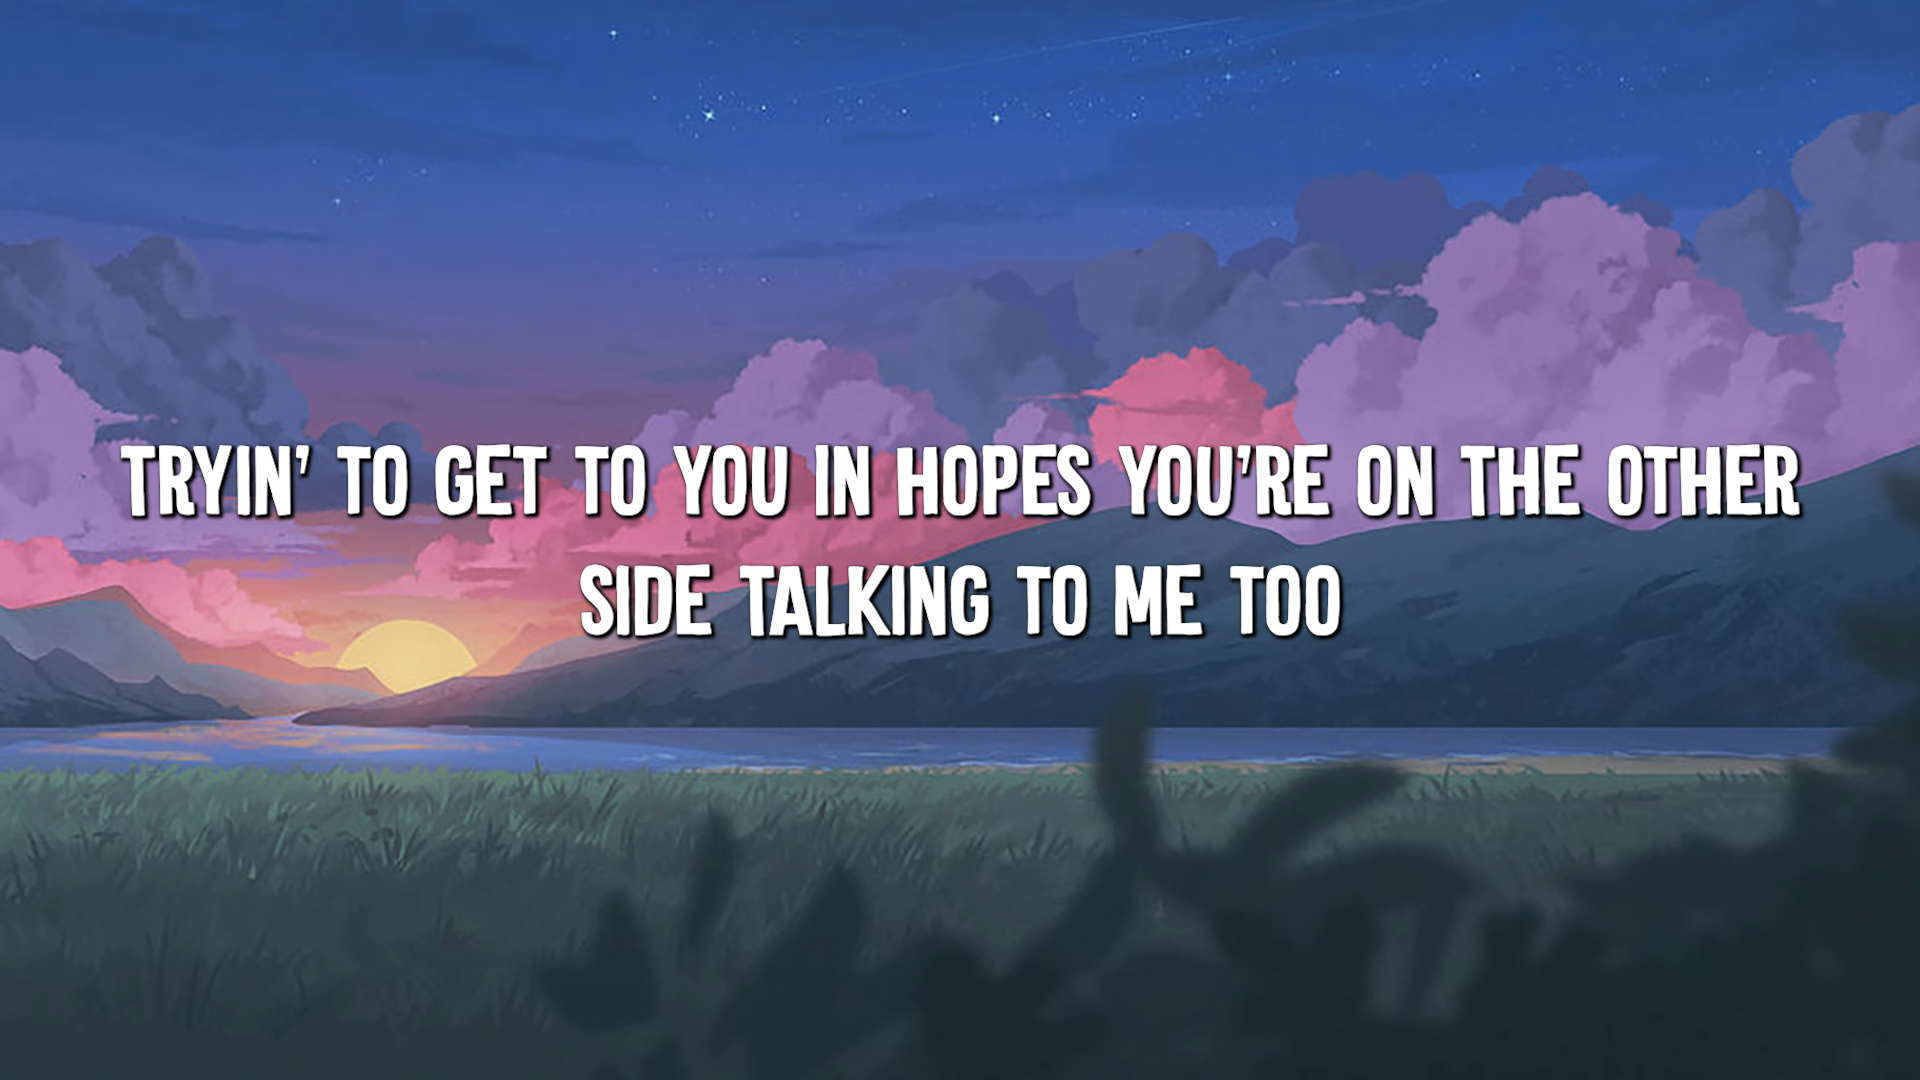 TRYIN' TO GET TO YOU IN HOPES YOU'RE ON THE OTHER
SIDE TALKING TO ME TOO